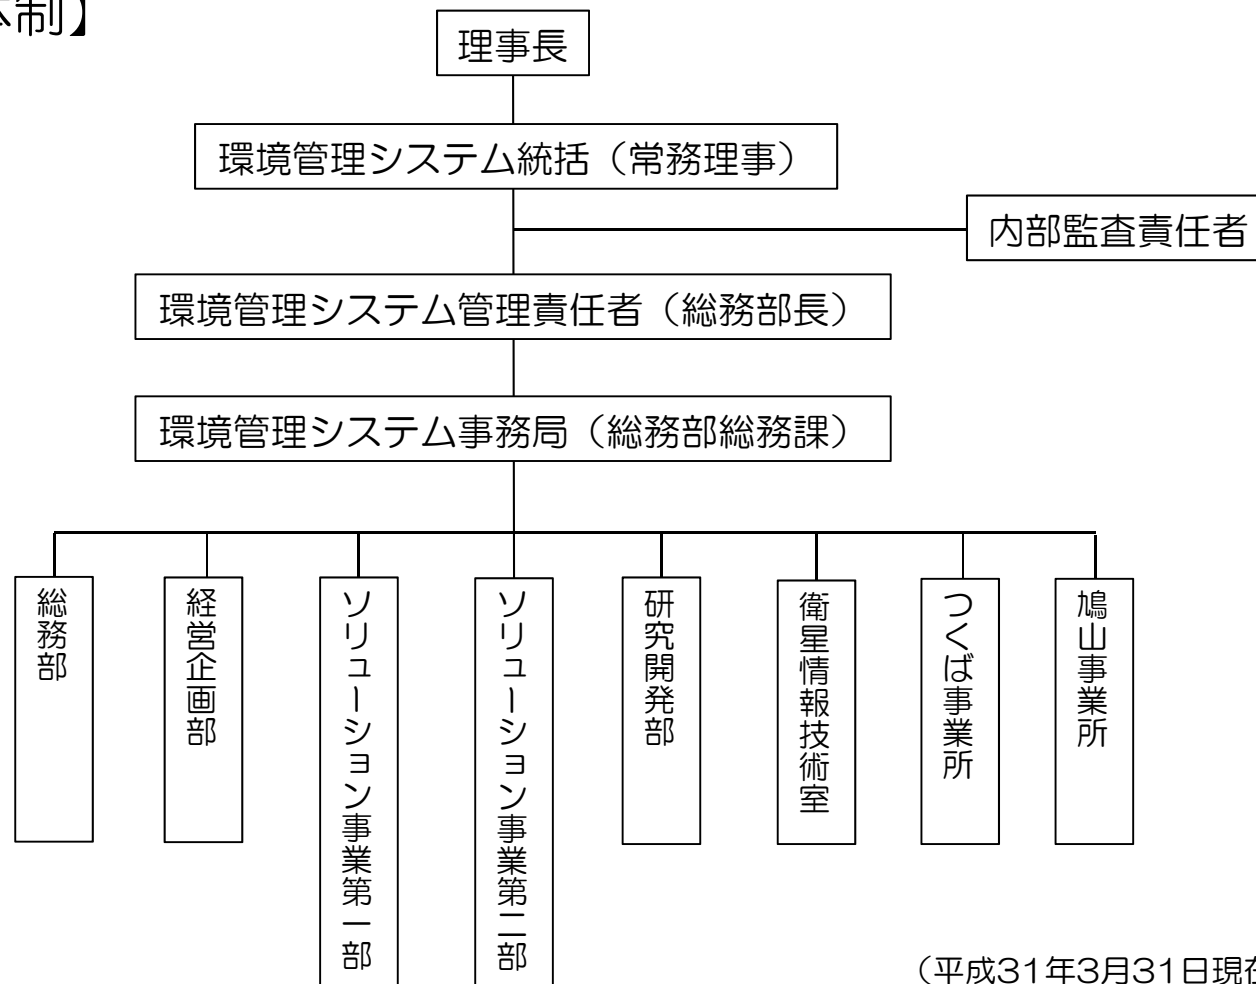 体制】
理事長
環境管理システム統括（常務理事）
内部監査責任者
環境管理システム管理責任者（総務部長）
環境管理システム事務局（総務部総務課）
総務部
経営企画部
ソリューション事業第一部
ソリューション事業第二部
研究開発部
衛星情報技術室
つくば事業所
鳩山事業所
（平成31年3月31日現在